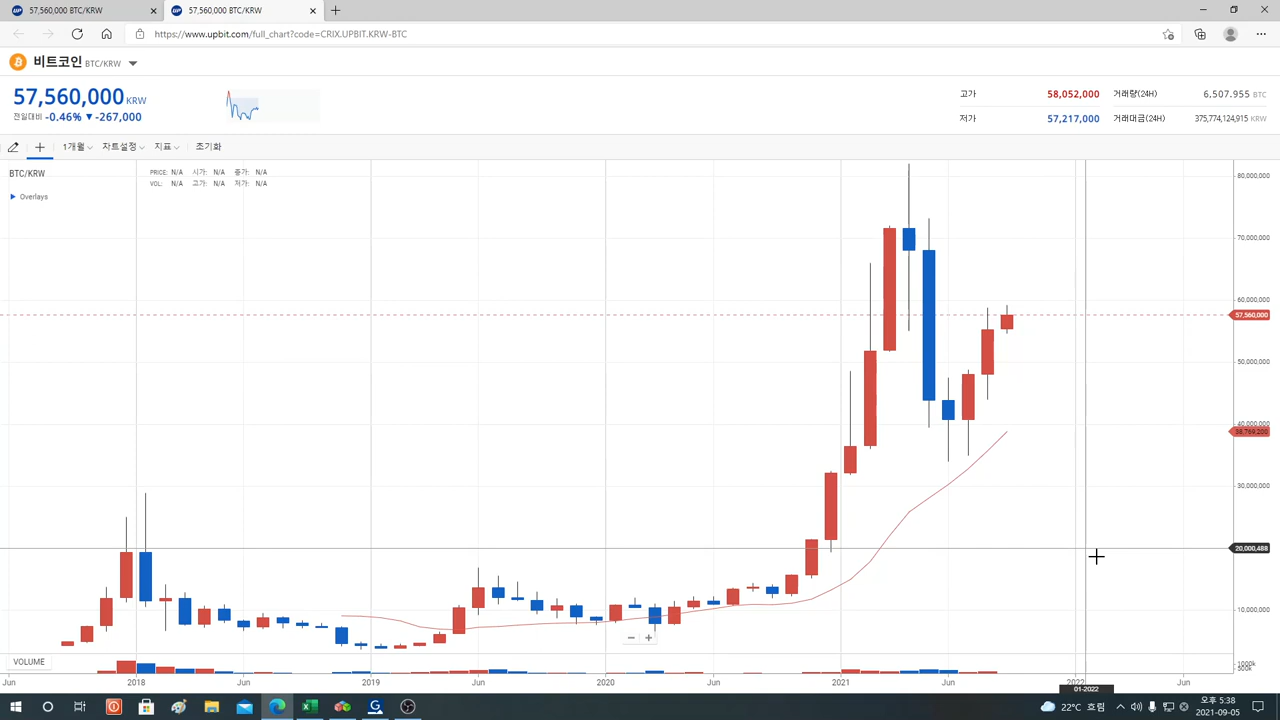 57,560,000 BTC/KRW
57,560,000 BTC/KRW
https://www.upbit.com/full_chart?code=CRIX.UPBIT.KRW-BTC
비트코인 BTC/KRW
57,560,000 KRW
전일대비 -0.46% ▼ -267,000
고가 58,052,000 거래량(24H) 6,507.955 BTC
저가 57,217,000 거래대금(24H) 375,774,124,915 KRW
1개월 차트설정 지표 초기화
BTC/KRW
PRICE: N/A 시가: N/A 종가: N/A
VOL: N/A 고가: N/A 저가: N/A
Overlays
80,000,000
70,000,000
60,000,000
57,560,000
50,000,000
40,000,000
38,769,200
30,000,000
20,000,488
10,000,000
VOLUME
1000k
500k
Jun 2018 Jun 2019 Jun 2020 Jun 2021 Jun 2022 Jun
01-2022
22°C 흐림
오후 5:38
2021-09-05